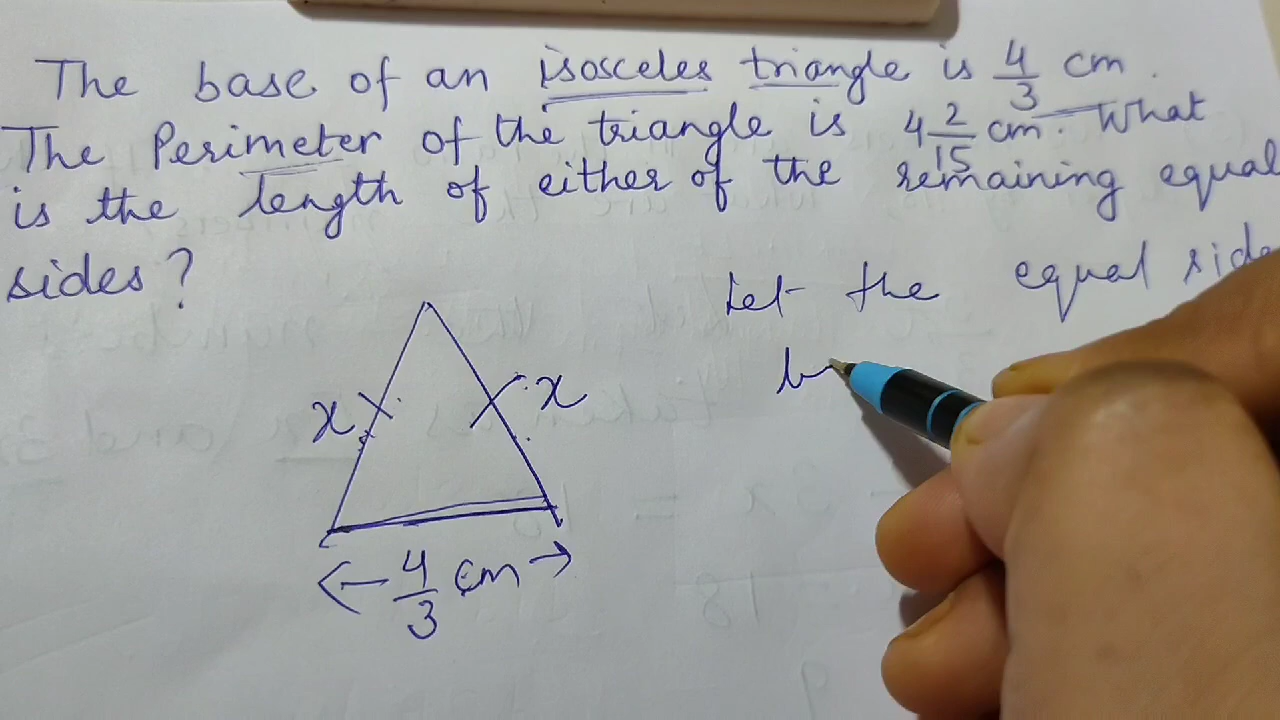 The base of an isosceles triangle is 4/3 cm.
The Perimeter of the triangle is 4 2/15 cm. What
is the length of either of the remaining equal
sides?
Let the equal side
x
x
4/3 cm